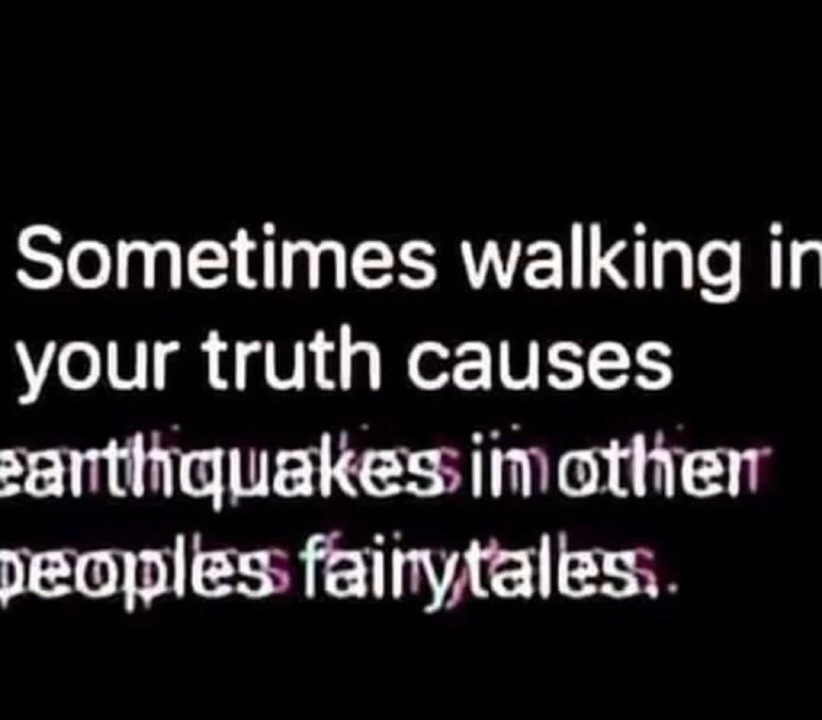 Sometimes walking in
your truth causes
earthquakes in other
peoples fairytales.